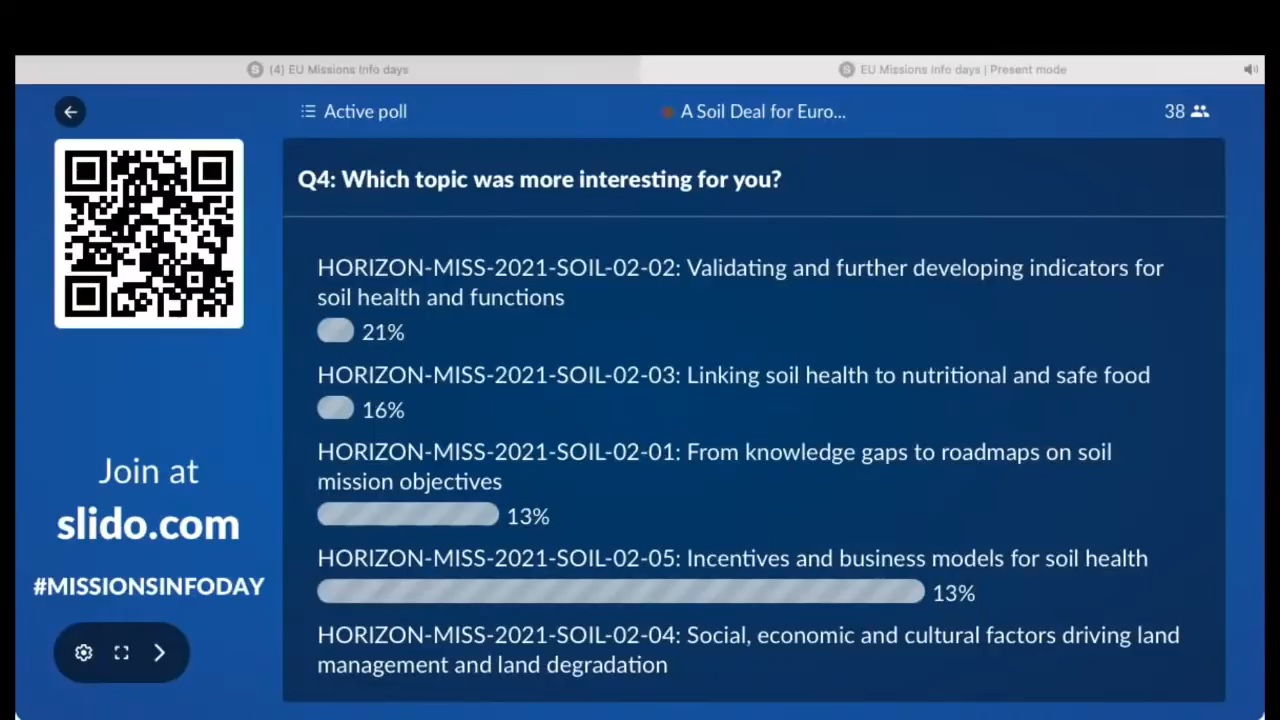 (4) EU Missions Info days
EU Missions Info days | Present mode
Active poll
A Soil Deal for Euro...
38
Q4: Which topic was more interesting for you?
HORIZON-MISS-2021-SOIL-02-02: Validating and further developing indicators for
soil health and functions
21%
HORIZON-MISS-2021-SOIL-02-03: Linking soil health to nutritional and safe food
16%
HORIZON-MISS-2021-SOIL-02-01: From knowledge gaps to roadmaps on soil
mission objectives
13%
HORIZON-MISS-2021-SOIL-02-05: Incentives and business models for soil health
13%
HORIZON-MISS-2021-SOIL-02-04: Social, economic and cultural factors driving land
management and land degradation
Join at
slido.com
#MISSIONSINFODAY